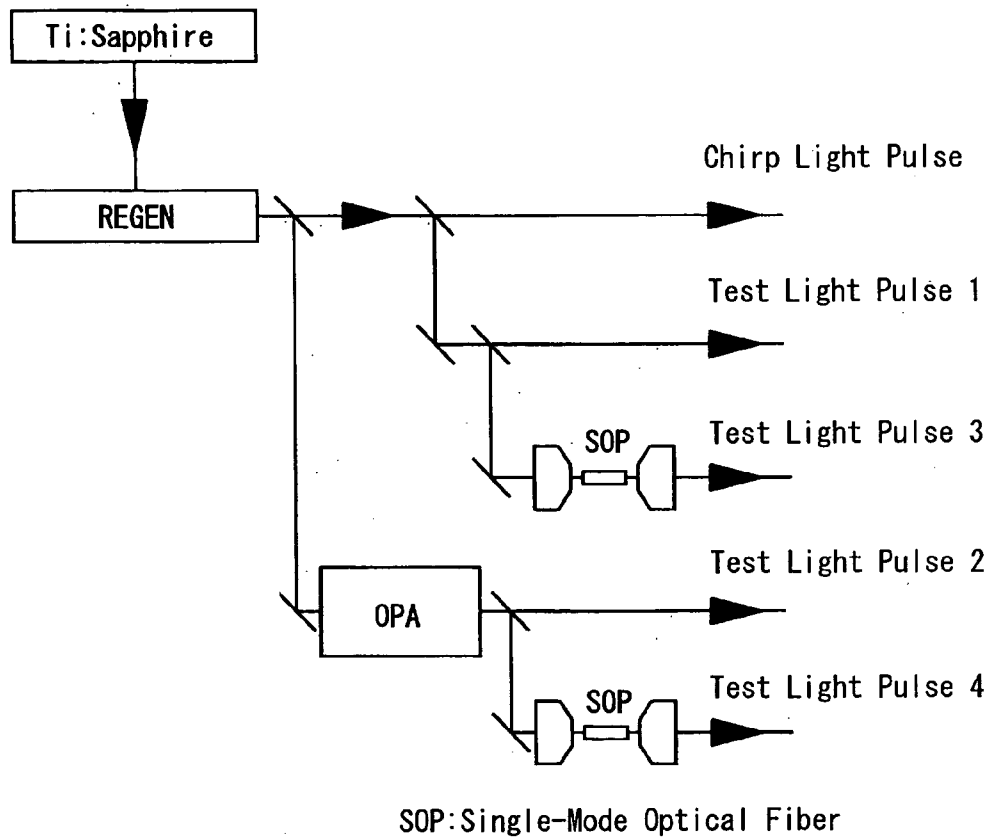 Ti:Sapphire
Chirp Light Pulse
REGEN
Test Light Pulse 1
Test Light Pulse 3
SOP
Test Light Pulse 2
OPA
Test Light Pulse 4
SOP
SOP:Single-Mode Optical Fiber